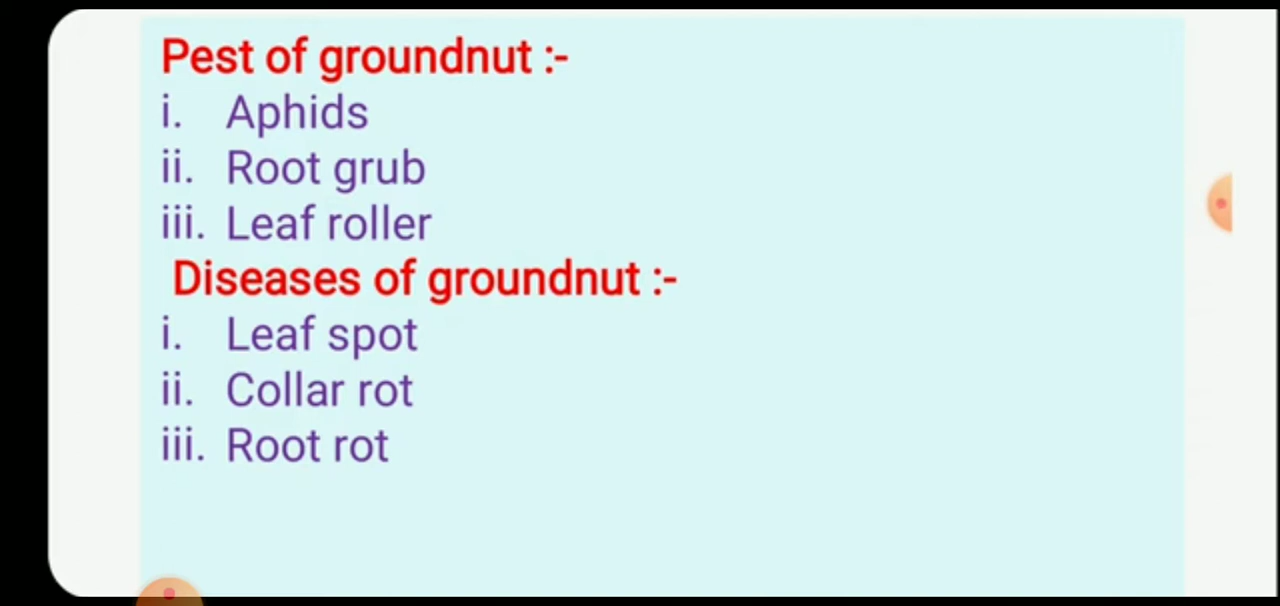 Pest of groundnut :-
i. Aphids
ii. Root grub
iii. Leaf roller
Diseases of groundnut :-
i. Leaf spot
ii. Collar rot
iii. Root rot